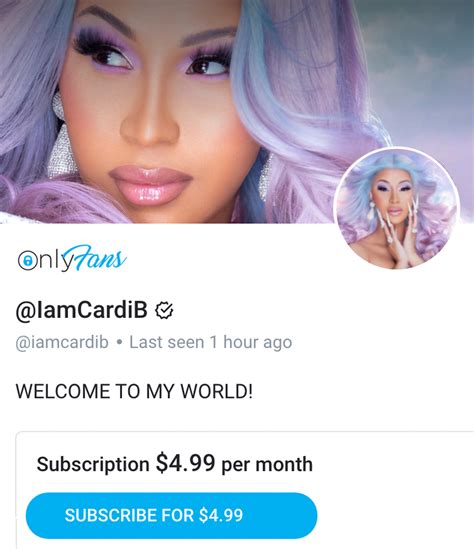 OnlyFans
@IamCardiB
@iamcardib • Last seen 1 hour ago
WELCOME TO MY WORLD!
Subscription $4.99 per month
SUBSCRIBE FOR $4.99